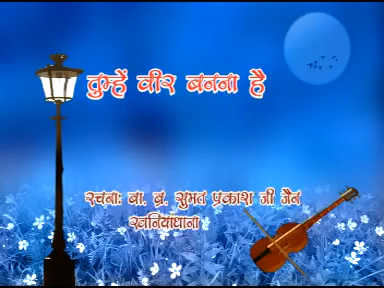 तुम्हें वीर बनना है
रचनाः बा. ब्र. सुमत प्रकाश जी जैन
खनियांधाना